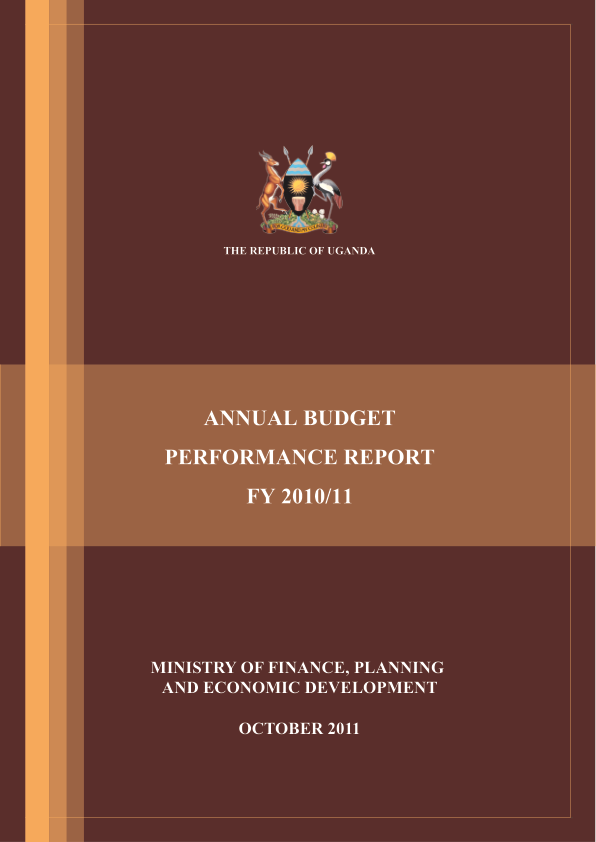 THE REPUBLIC OF UGANDA
ANNUAL BUDGET
PERFORMANCE REPORT
FY 2010/11
MINISTRY OF FINANCE, PLANNING
AND ECONOMIC DEVELOPMENT
OCTOBER 2011